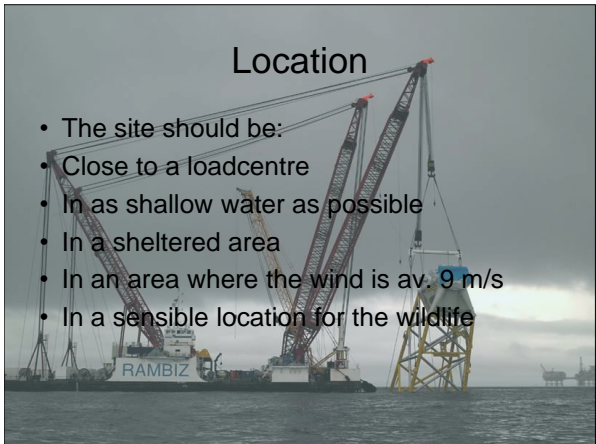 Location
• The site should be:
• Close to a loadcentre
• In as shallow water as possible
• In a sheltered area
• In an area where the wind is av. 9 m/s
• In a sensible location for the wildlife
RAMBIZ